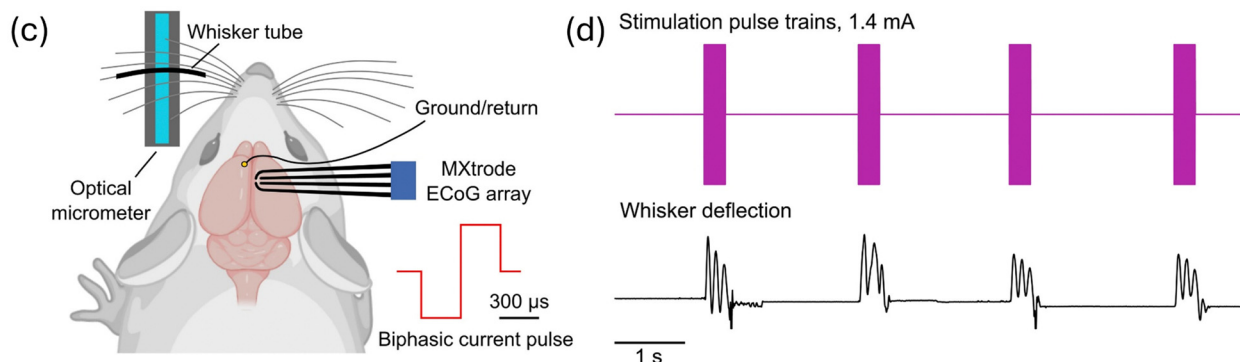 (c)
Whisker tube
Ground/return
Optical
micrometer
MXtrode
ECoG array
300 µs
Biphasic current pulse
(d)
Stimulation pulse trains, 1.4 mA
Whisker deflection
1 s